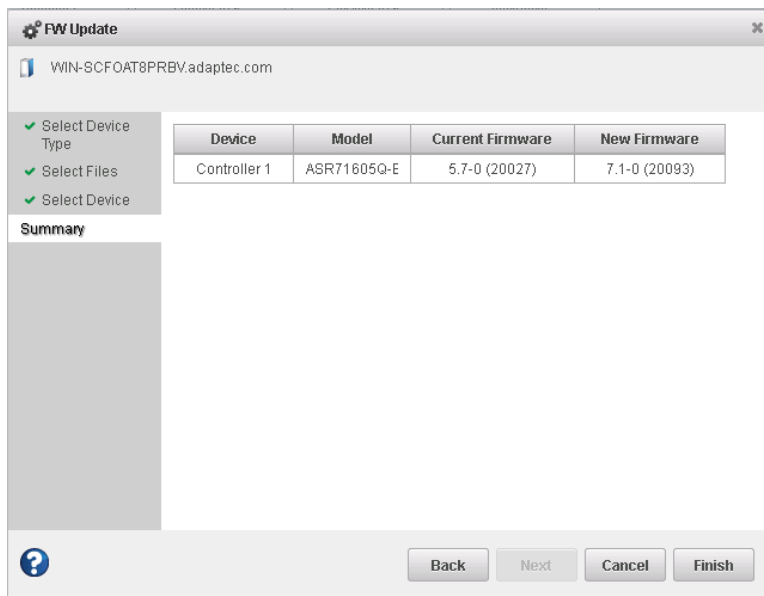 FW Update
WIN-SCFOAT8PRBV.adaptec.com
Select Device
Type
Select Files
Select Device
Summary
Device Model Current Firmware New Firmware
Controller 1 ASR71605Q-E 5.7-0 (20027) 7.1-0 (20093)
Back Next Cancel Finish